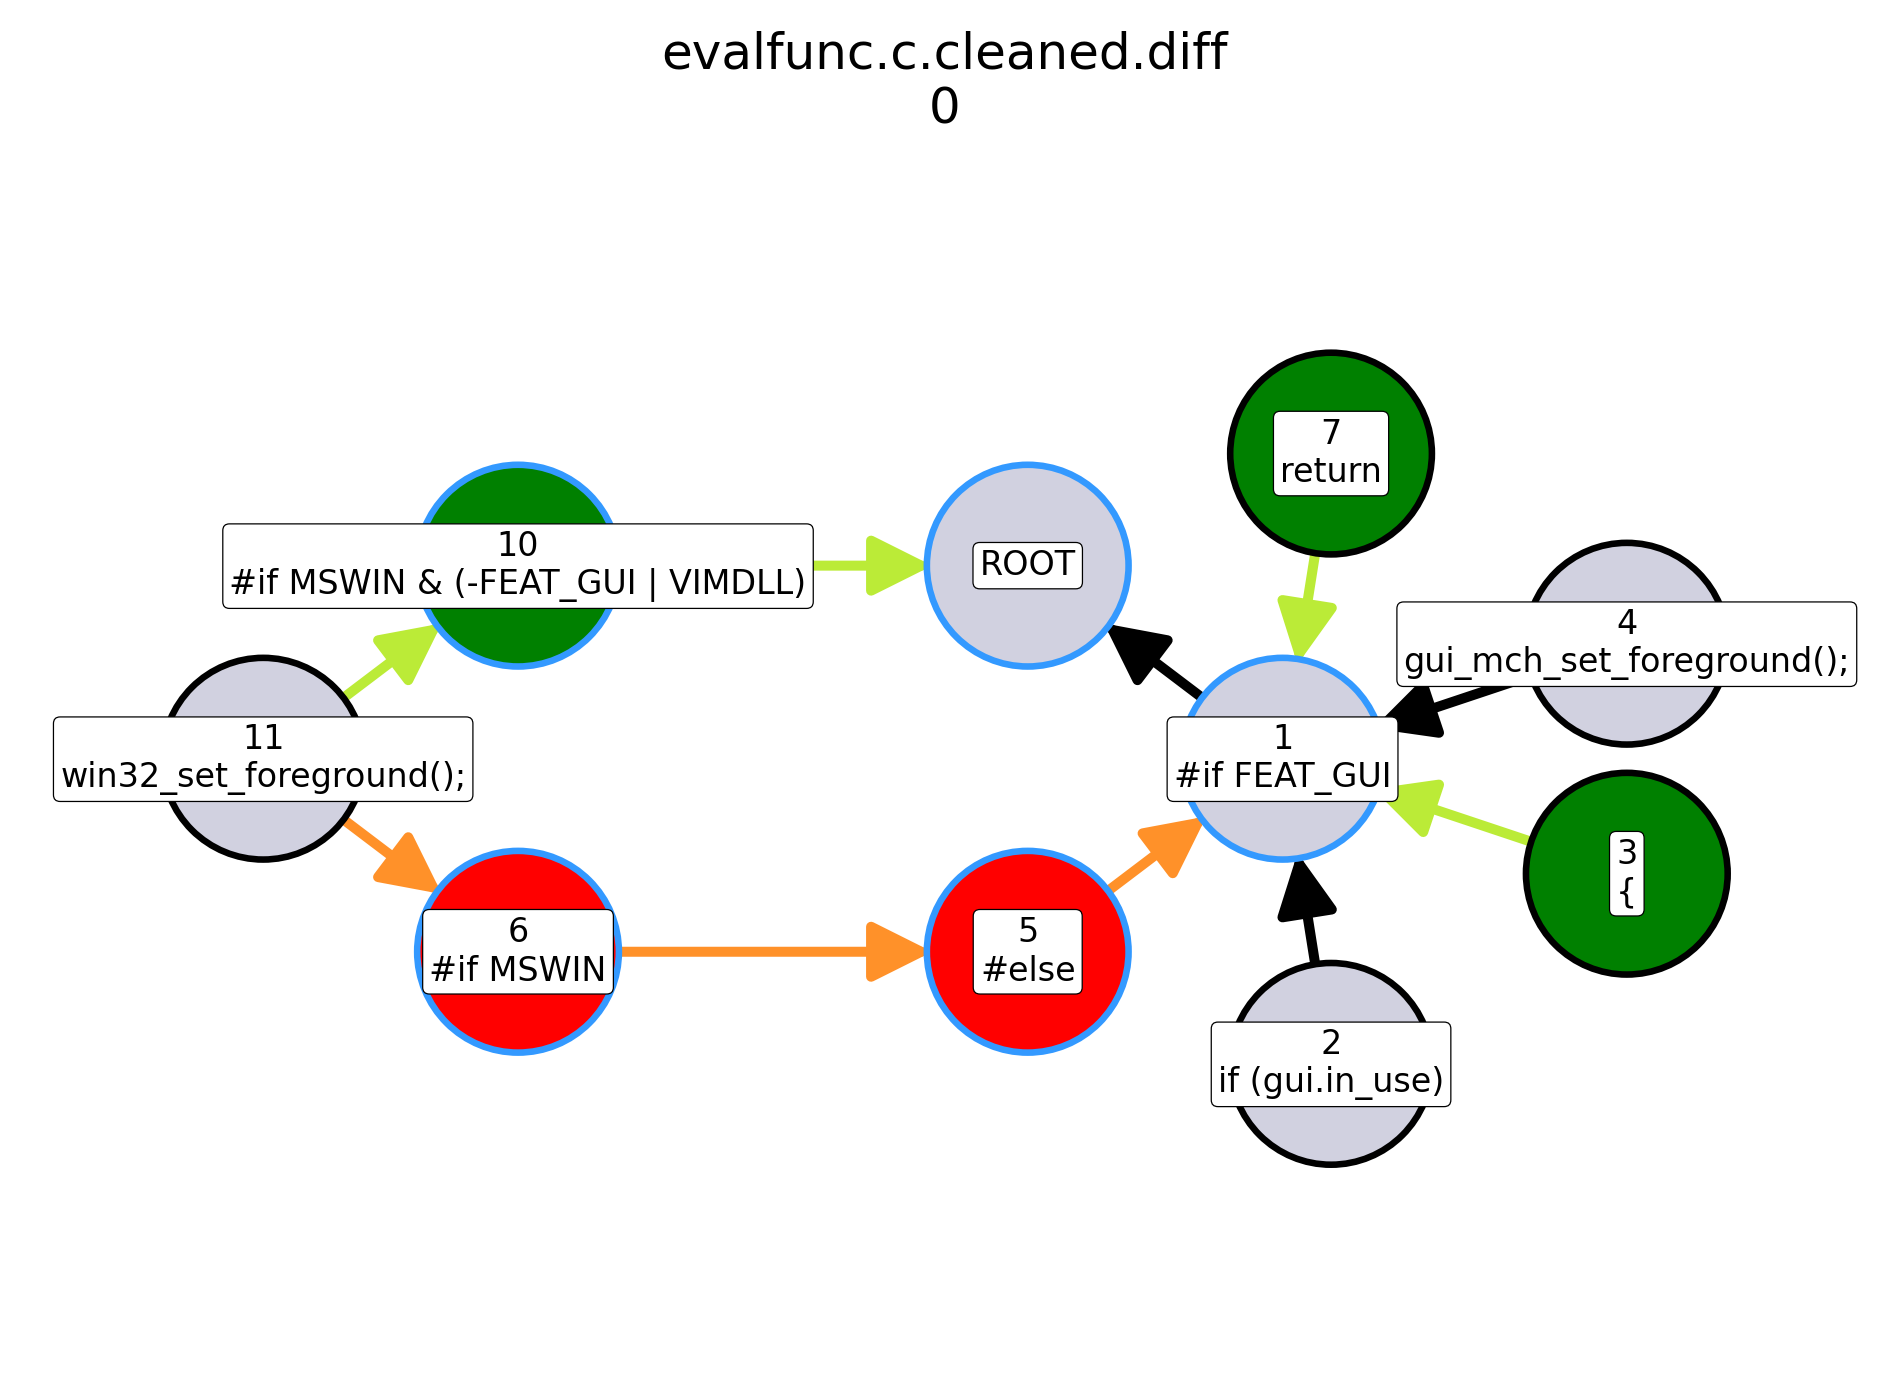 evalfunc.c.cleaned.diff
0
7
return
10
#if MSWIN & (-FEAT_GUI | VIMDLL)
ROOT
4
gui_mch_set_foreground();
11
win32_set_foreground();
1
#if FEAT_GUI
3
{
6
#if MSWIN
5
#else
2
if (gui.in_use)